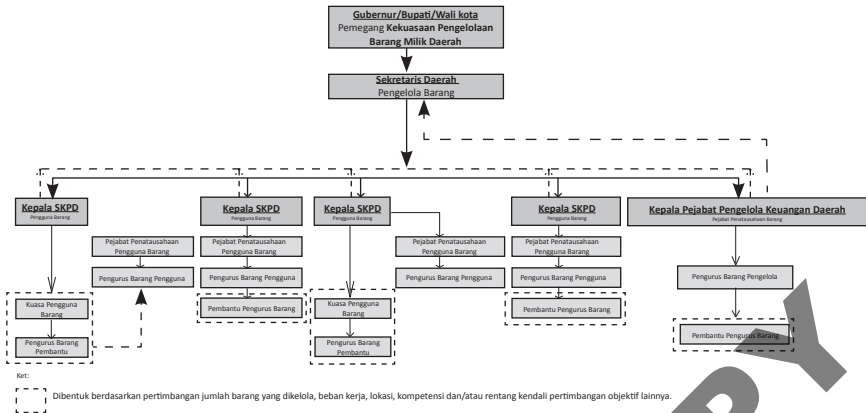 Gubernur/Bupati/Wali kota
Pemegang Kekuasaan Pengelolaan
Barang Milik Daerah
Sekretaris Daerah
Pengelola Barang
Kepala SKPD
Pengguna Barang
Kepala SKPD
Pengguna Barang
Kepala SKPD
Pengguna Barang
Kepala SKPD
Pengguna Barang
Kepala Pejabat Pengelola Keuangan Daerah
Pejabat Penatausahaan Barang
Pejabat Penatausahaan
Pengguna Barang
Pejabat Penatausahaan
Pengguna Barang
Pejabat Penatausahaan
Pengguna Barang
Pejabat Penatausahaan
Pengguna Barang
Pengurus Barang Pengguna
Pengurus Barang Pengguna
Pengurus Barang Pengguna
Pengurus Barang Pengguna
Pengurus Barang Pengelola
Kuasa Pengguna
Barang
Pembantu Pengurus Barang
Kuasa Pengguna
Barang
Pembantu Pengurus Barang
Pembantu Pengurus Barang
Pengurus Barang
Pembantu
Pengurus Barang
Pembantu
Ket:
Dibentuk berdasarkan pertimbangan jumlah barang yang dikelola, beban kerja, lokasi, kompetensi dan/atau rentang kendali pertimbangan objektif lainnya.
PY